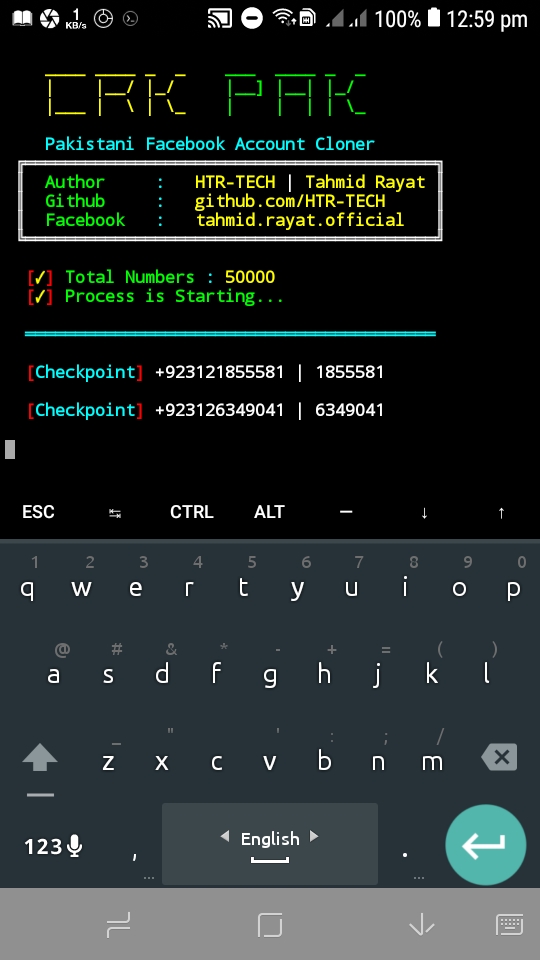 1
KB/s
100% 12:59 pm
CRK PAK
Pakistani Facebook Account Cloner
Author : HTR-TECH | Tahmid Rayat
Github : github.com/HTR-TECH
Facebook : tahmid.rayat.official
[✓] Total Numbers : 50000
[✓] Process is Starting...
[Checkpoint] +923121855581 | 1855581
[Checkpoint] +923126349041 | 6349041
ESC ↹ CTRL ALT — ↓ ↑
1 2 3 4 5 6 7 8 9 0
q w e r t y u i o p
@ # & * - + = ( )
a s d f g h j k l
_ " ' : ; /
z x c v b n m
123 , English .
... ...